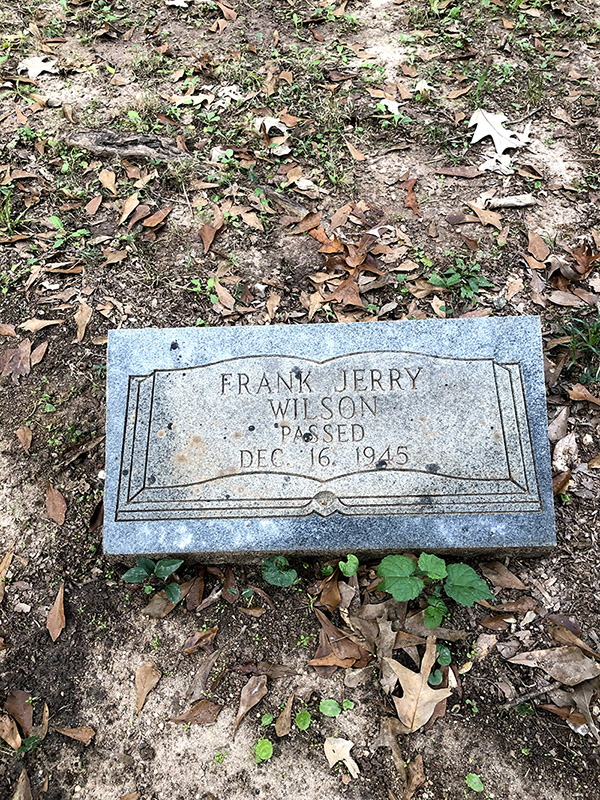 FRANK JERRY
WILSON
PASSED
DEC 16, 1945